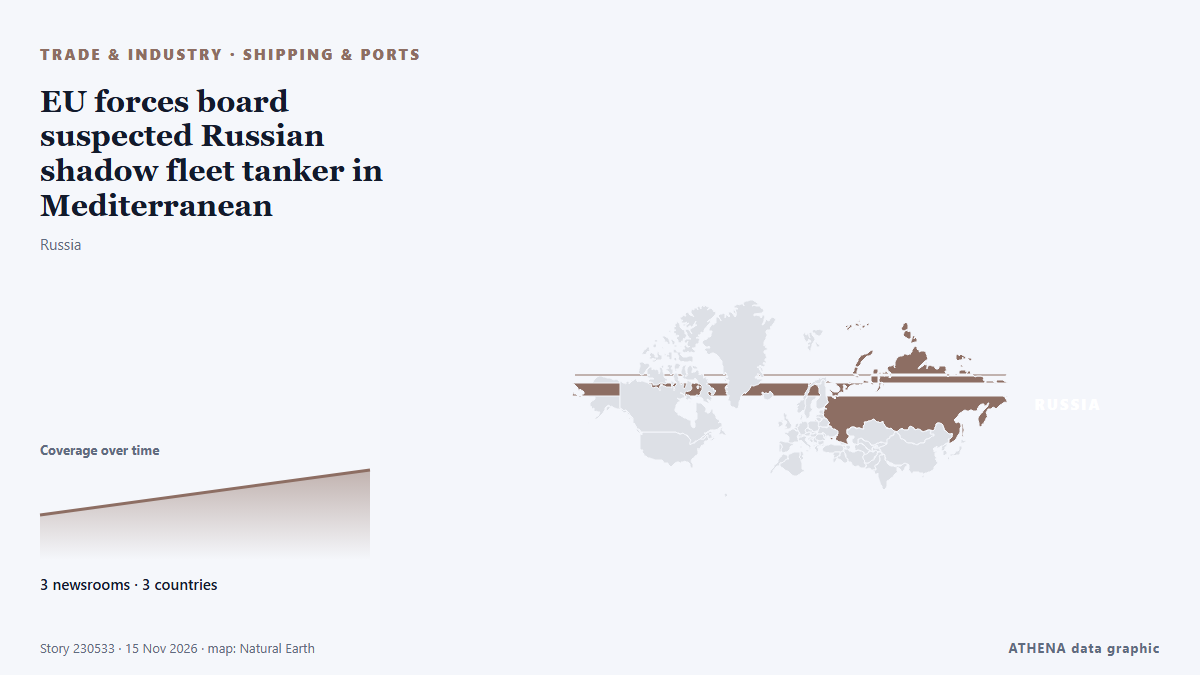 TRADE & INDUSTRY · SHIPPING & PORTS
EU forces board
suspected Russian
shadow fleet tanker in
Mediterranean
Russia
RUSSIA
Coverage over time
3 newsrooms · 3 countries
Story 230533 · 15 Nov 2026 · map: Natural Earth
ATHENA data graphic